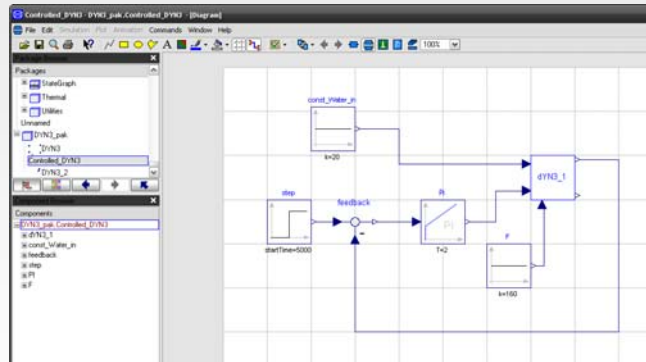 Controlled_DYN3 - DYN3_pak.Controlled_DYN3 - [Diagram]
File Edit Simulation Plot Animation Commands Window Help
100%
Package Browser
Packages
StateGraph
Thermal
Utilities
Unnamed
DYN3_pak
DYN3
Controlled_DYN3
DYN3_2
Component Browser
Components
DYN3_pak.Controlled_DYN3
dYN3_1
const_Water_in
feedback
step
PI
F
const_Water_in
k=20
dYN3_1
step
feedback
PI
PI
startTime=5000
T=2
F
k=160